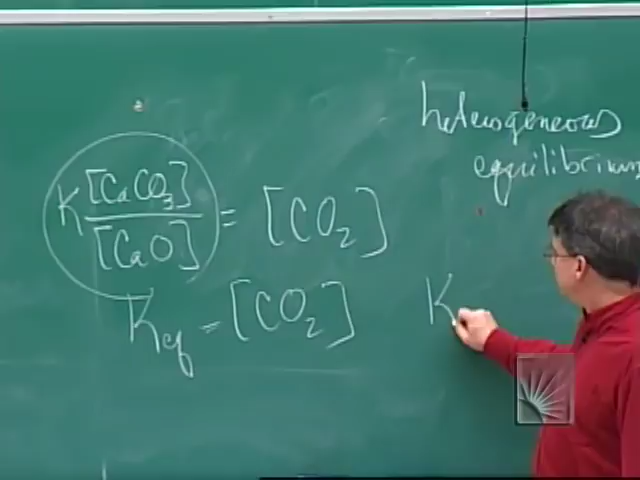 heterogeneous
equilibrium
K [CaCO₃] / [CaO] = [CO₂]
Keq = [CO₂]
K